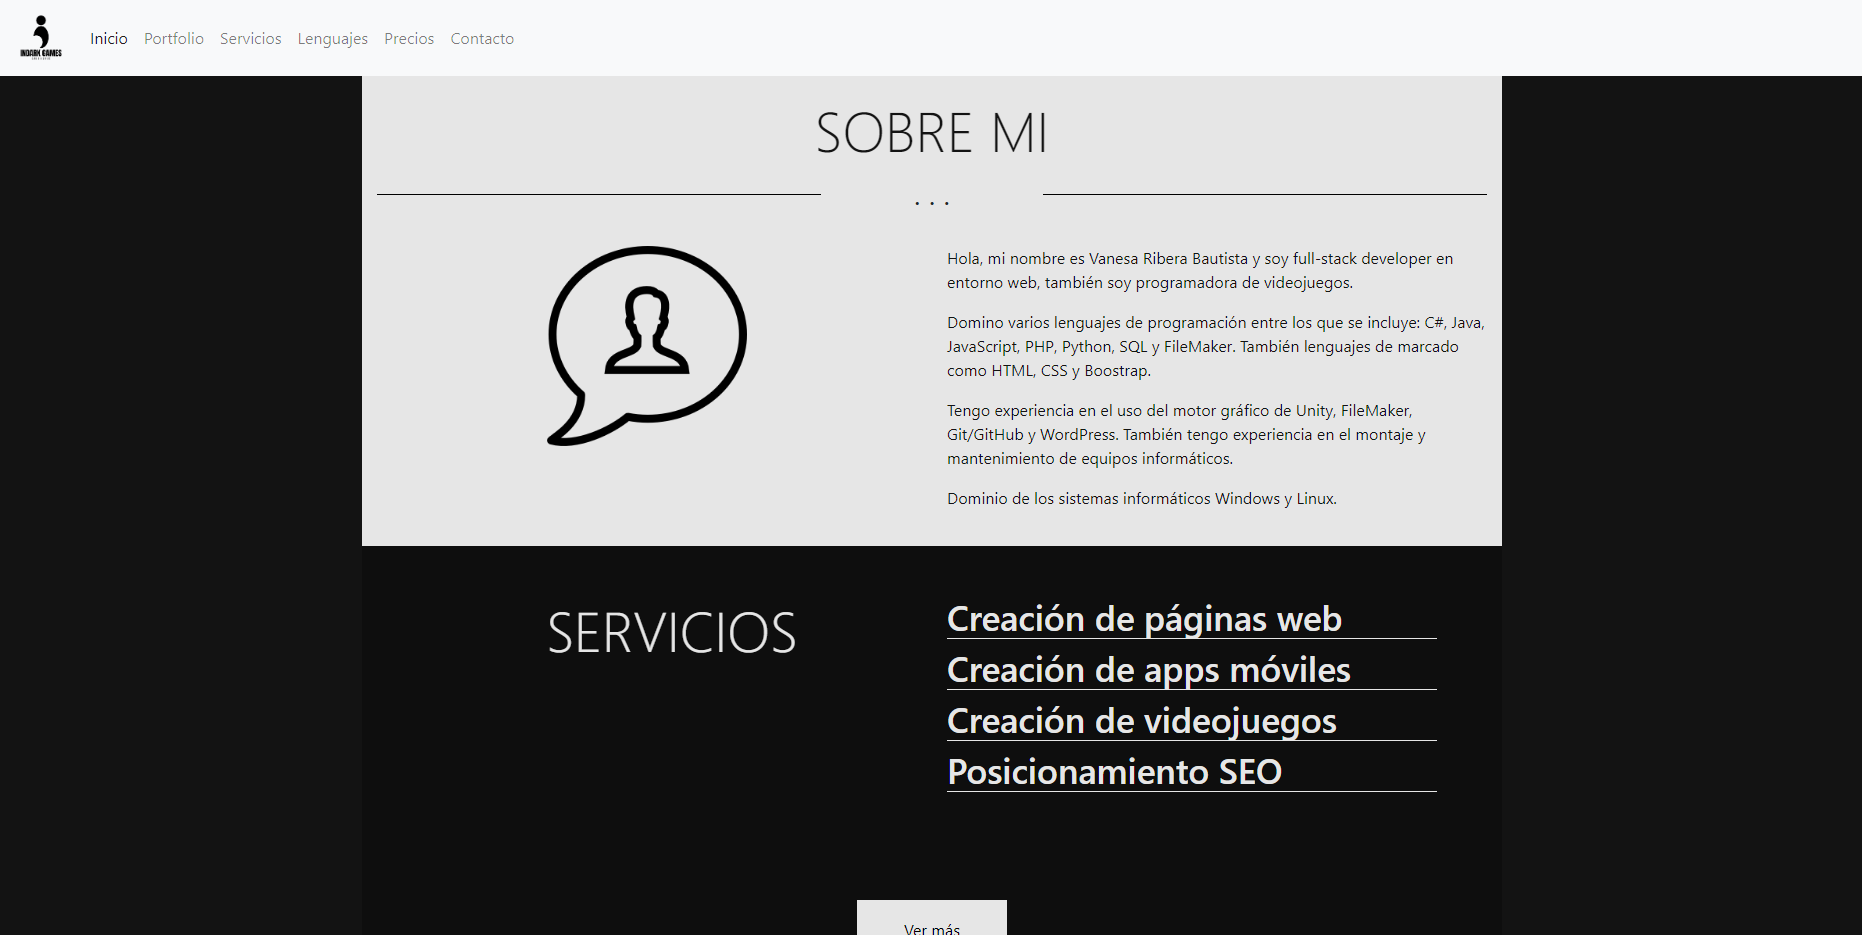 INDARK GAMES
Inicio Portfolio Servicios Lenguajes Precios Contacto
SOBRE MI
. . .
Hola, mi nombre es Vanesa Ribera Bautista y soy full-stack developer en
entorno web, también soy programadora de videojuegos.
Domino varios lenguajes de programación entre los que se incluye: C#, Java,
JavaScript, PHP, Python, SQL y FileMaker. También lenguajes de marcado
como HTML, CSS y Boostrap.
Tengo experiencia en el uso del motor gráfico de Unity, FileMaker,
Git/GitHub y WordPress. También tengo experiencia en el montaje y
mantenimiento de equipos informáticos.
Dominio de los sistemas informáticos Windows y Linux.
SERVICIOS
Creación de páginas web
Creación de apps móviles
Creación de videojuegos
Posicionamiento SEO
Ver más